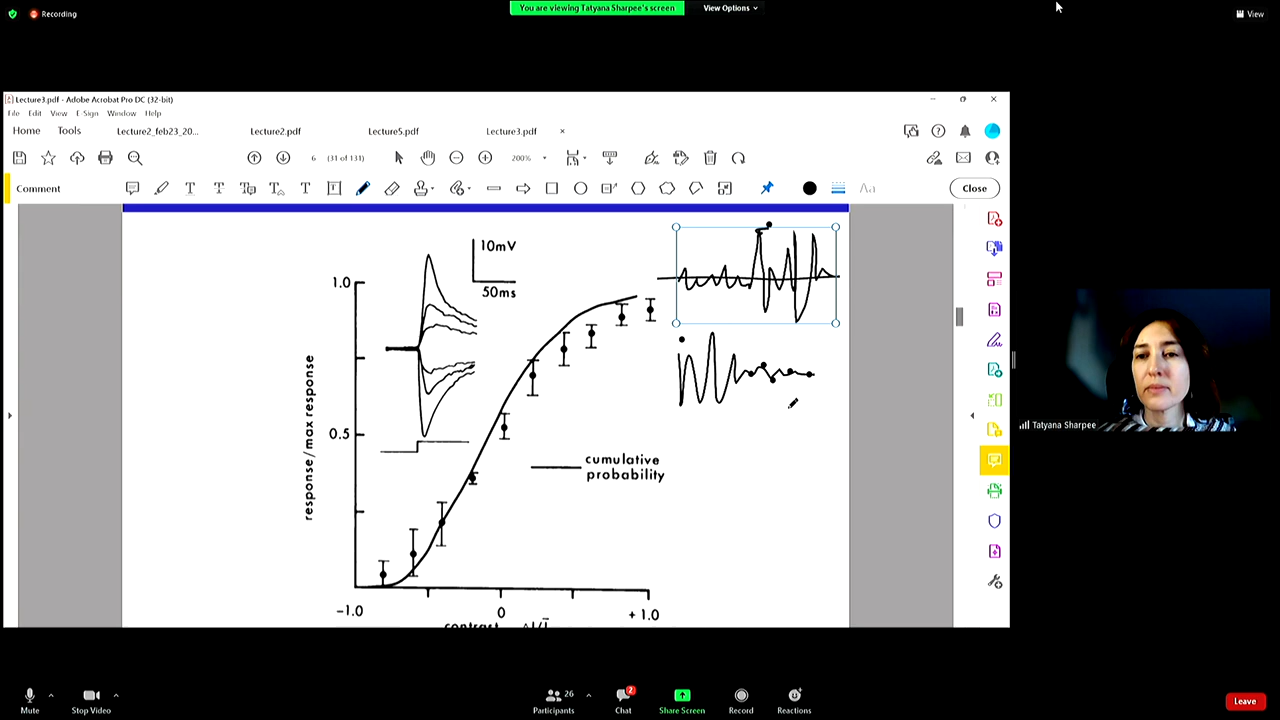 Recording
You are viewing Tatyana Sharpee's screen
View Options
View
Lecture3.pdf - Adobe Acrobat Pro DC (32-bit)
File Edit View E-Sign Window Help
Home Tools Lecture2_feb23_20... Lecture2.pdf Lecture5.pdf Lecture3.pdf
6 (31 of 131) 200%
Comment Aa Close
10mV
50ms
1.0
0.5
response/max response
cumulative
probability
-1.0 0 +1.0
contrast ΔI/Ī
Tatyana Sharpee
Mute Stop Video Participants 26 Chat 2 Share Screen Record Reactions Leave